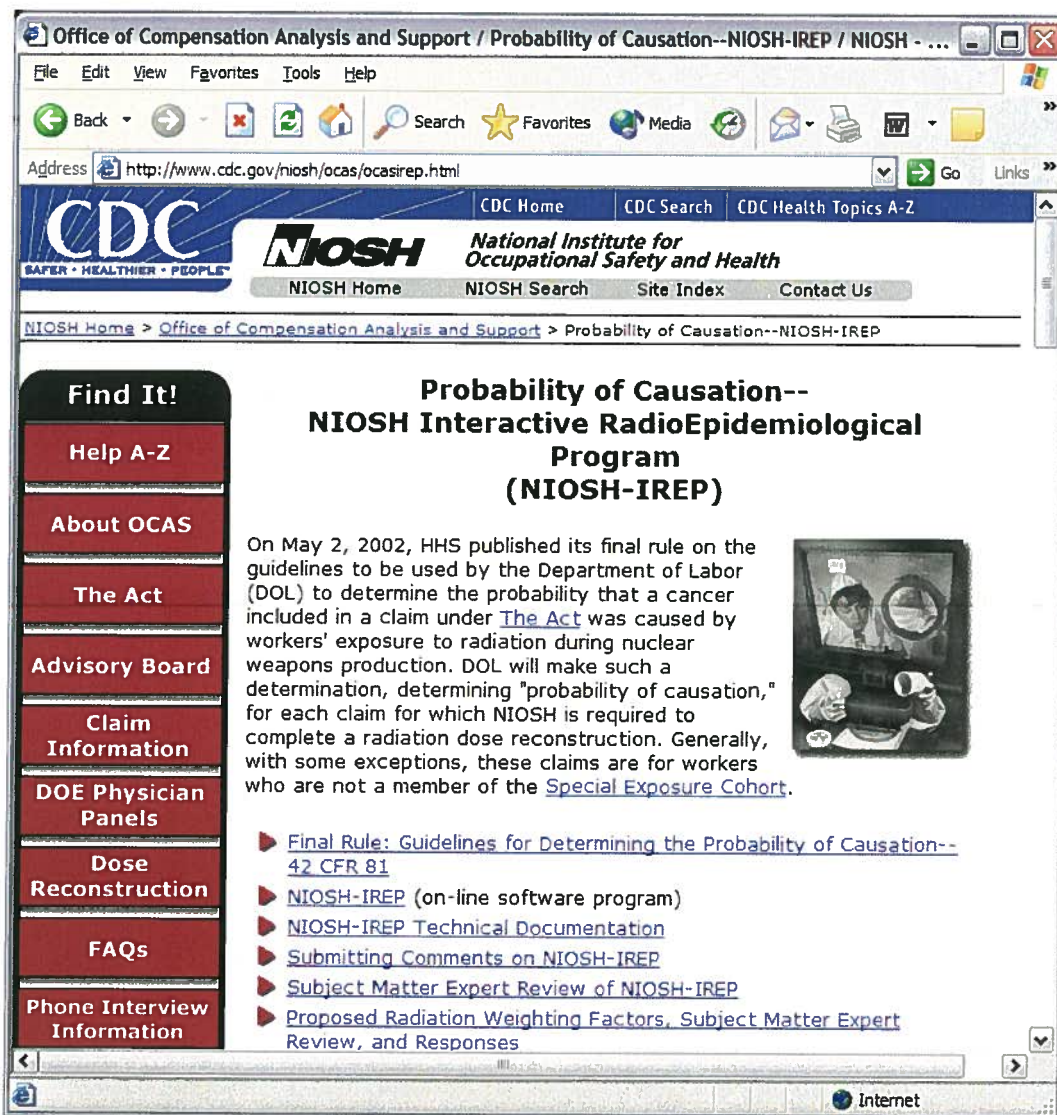 Office of Compensation Analysis and Support / Probability of Causation--NIOSH-IREP / NIOSH - ...
File Edit View Favorites Tools Help
Back Search Favorites Media
Address http://www.cdc.gov/niosh/ocas/ocasirep.html Go Links
CDC Home CDC Search CDC Health Topics A-Z
CDC
SAFER • HEALTHIER • PEOPLE™
NIOSH
National Institute for
Occupational Safety and Health
NIOSH Home NIOSH Search Site Index Contact Us
NIOSH Home > Office of Compensation Analysis and Support > Probability of Causation--NIOSH-IREP
Find It!
Help A-Z
About OCAS
The Act
Advisory Board
Claim
Information
DOE Physician
Panels
Dose
Reconstruction
FAQs
Phone Interview
Information
Probability of Causation--
NIOSH Interactive RadioEpidemiological
Program
(NIOSH-IREP)
On May 2, 2002, HHS published its final rule on the
guidelines to be used by the Department of Labor
(DOL) to determine the probability that a cancer
included in a claim under The Act was caused by
workers' exposure to radiation during nuclear
weapons production. DOL will make such a
determination, determining "probability of causation,"
for each claim for which NIOSH is required to
complete a radiation dose reconstruction. Generally,
with some exceptions, these claims are for workers
who are not a member of the Special Exposure Cohort.
Final Rule: Guidelines for Determining the Probability of Causation--
42 CFR 81
NIOSH-IREP (on-line software program)
NIOSH-IREP Technical Documentation
Submitting Comments on NIOSH-IREP
Subject Matter Expert Review of NIOSH-IREP
Proposed Radiation Weighting Factors, Subject Matter Expert
Review, and Responses
Internet